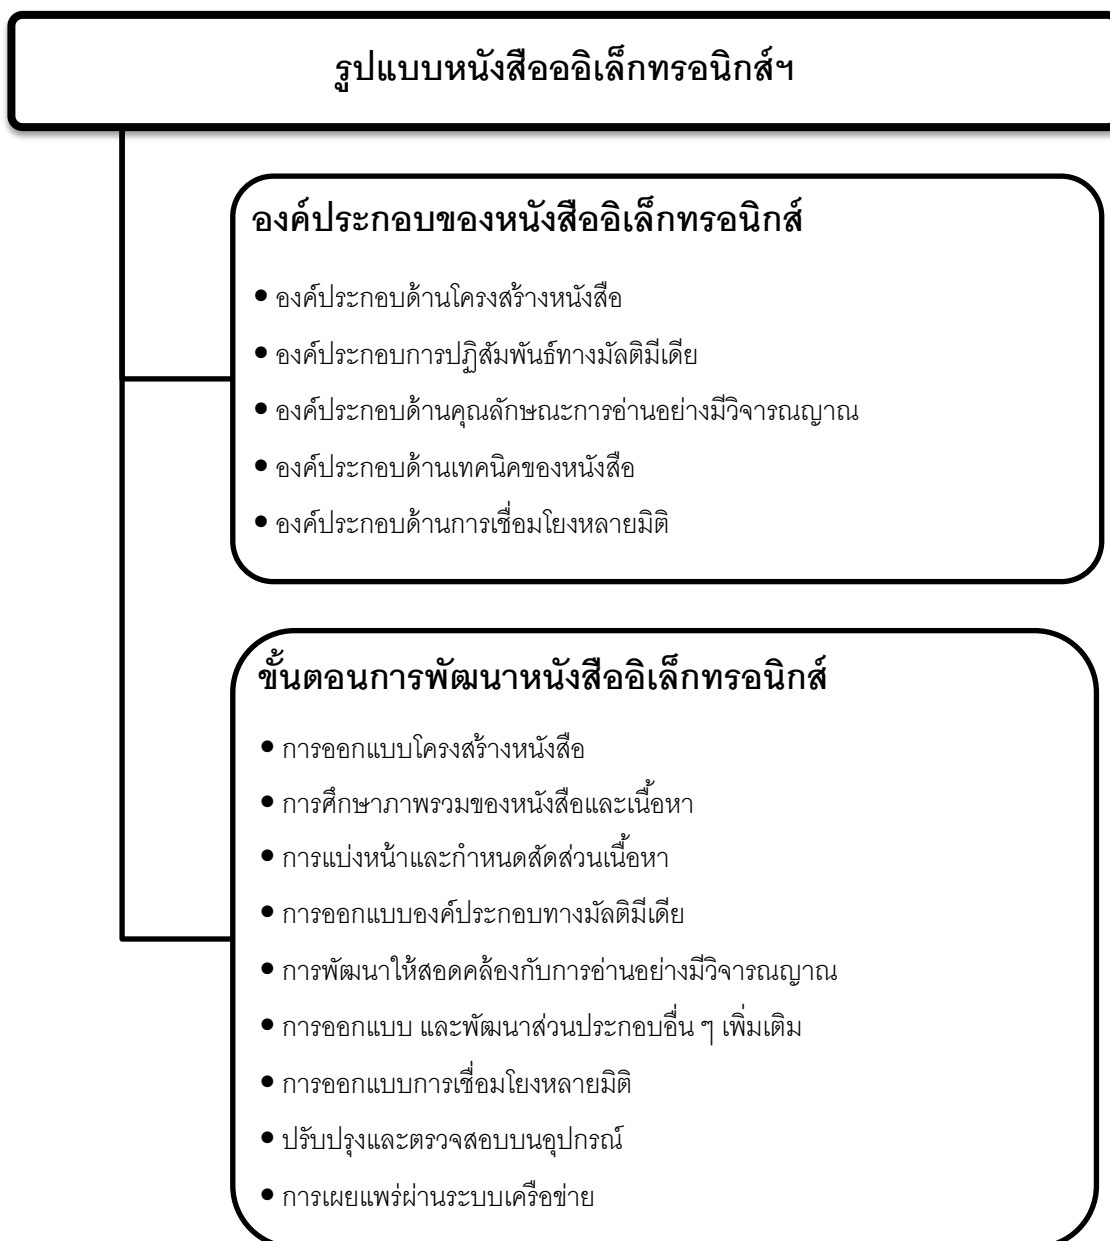 รูปแบบหนังสือออิเล็กทรอนิกส์ฯ
องค์ประกอบของหนังสืออิเล็กทรอนิกส์
• องค์ประกอบด้านโครงสร้างหนังสือ
• องค์ประกอบการปฏิสัมพันธ์ทางมัลติมีเดีย
• องค์ประกอบด้านคุณลักษณะการอ่านอย่างมีวิจารณญาณ
• องค์ประกอบด้านเทคนิคของหนังสือ
• องค์ประกอบด้านการเชื่อมโยงหลายมิติ
ขั้นตอนการพัฒนาหนังสืออิเล็กทรอนิกส์
• การออกแบบโครงสร้างหนังสือ
• การศึกษาภาพรวมของหนังสือและเนื้อหา
• การแบ่งหน้าและกำหนดสัดส่วนเนื้อหา
• การออกแบบองค์ประกอบทางมัลติมีเดีย
• การพัฒนาให้สอดคล้องกับการอ่านอย่างมีวิจารณญาณ
• การออกแบบ และพัฒนาส่วนประกอบอื่น ๆ เพิ่มเติม
• การออกแบบการเชื่อมโยงหลายมิติ
• ปรับปรุงและตรวจสอบบนอุปกรณ์
• การเผยแพร่ผ่านระบบเครือข่าย